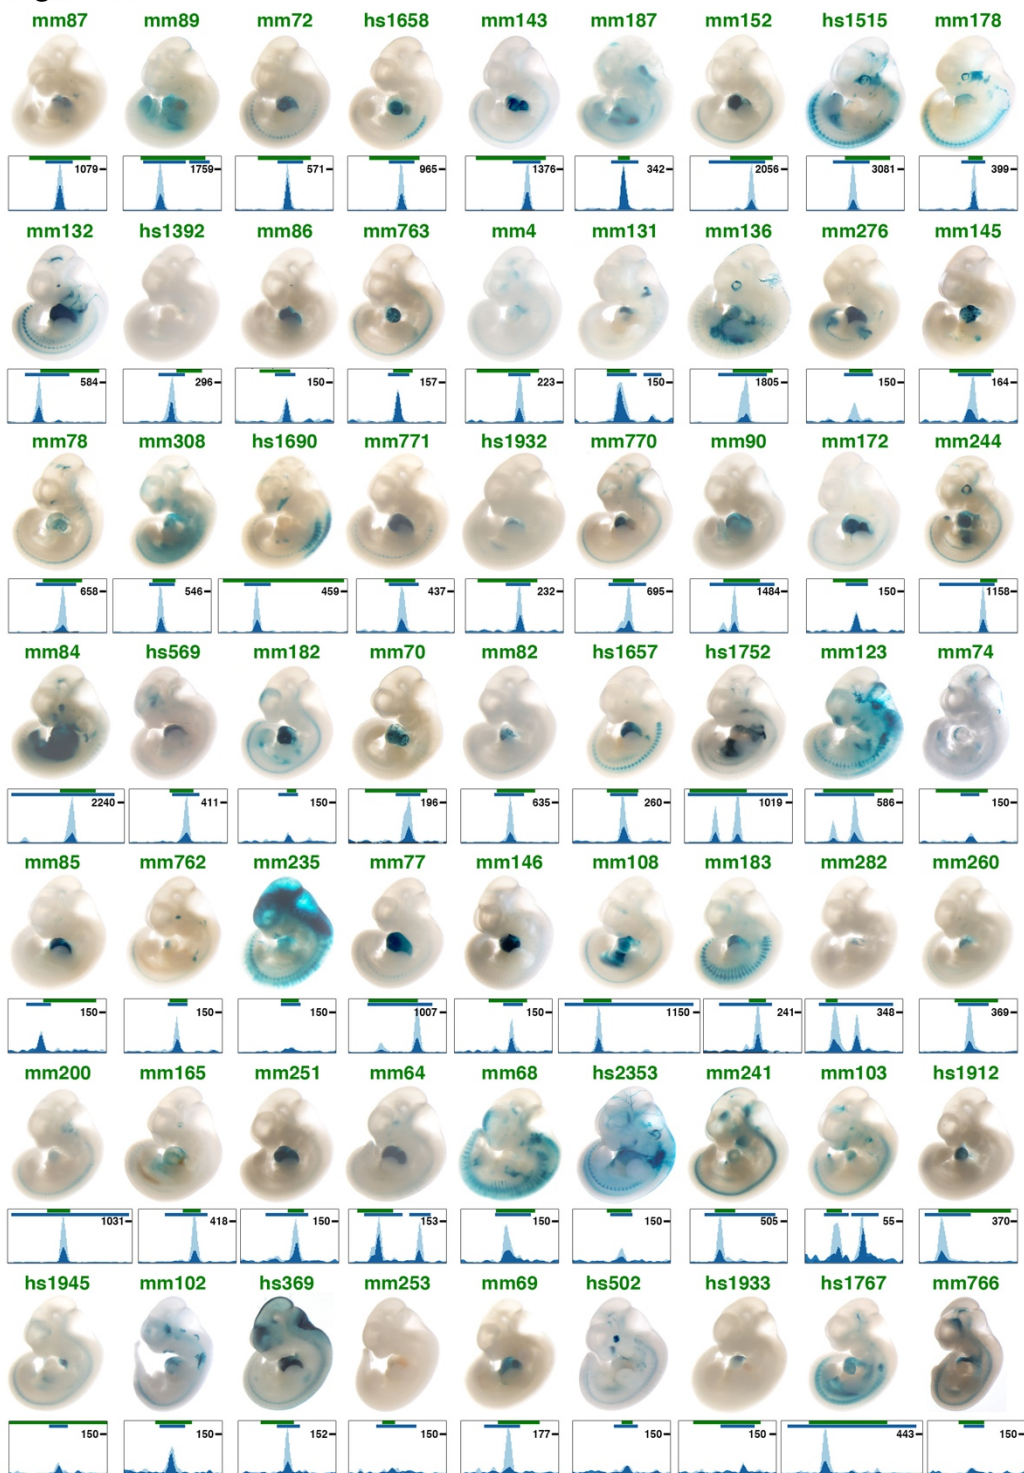 mm87 mm89 mm72 hs1658 mm143 mm187 mm152 hs1515 mm178
1079 1759 571 965 1376 342 2056 3081 399
mm132 hs1392 mm86 mm763 mm4 mm131 mm136 mm276 mm145
584 296 150 157 223 150 1805 150 164
mm78 mm308 hs1690 mm771 hs1932 mm770 mm90 mm172 mm244
658 546 459 437 232 695 1484 150 1158
mm84 hs569 mm182 mm70 mm82 hs1657 hs1752 mm123 mm74
2240 411 150 196 635 260 1019 586 150
mm85 mm762 mm235 mm77 mm146 mm108 mm183 mm282 mm260
150 150 150 1007 150 1150 241 348 369
mm200 mm165 mm251 mm64 mm68 hs2353 mm241 mm103 hs1912
1031 418 150 153 150 150 505 55 370
hs1945 mm102 hs369 mm253 mm69 hs502 hs1933 hs1767 mm766
150 150 152 150 177 150 150 443 150